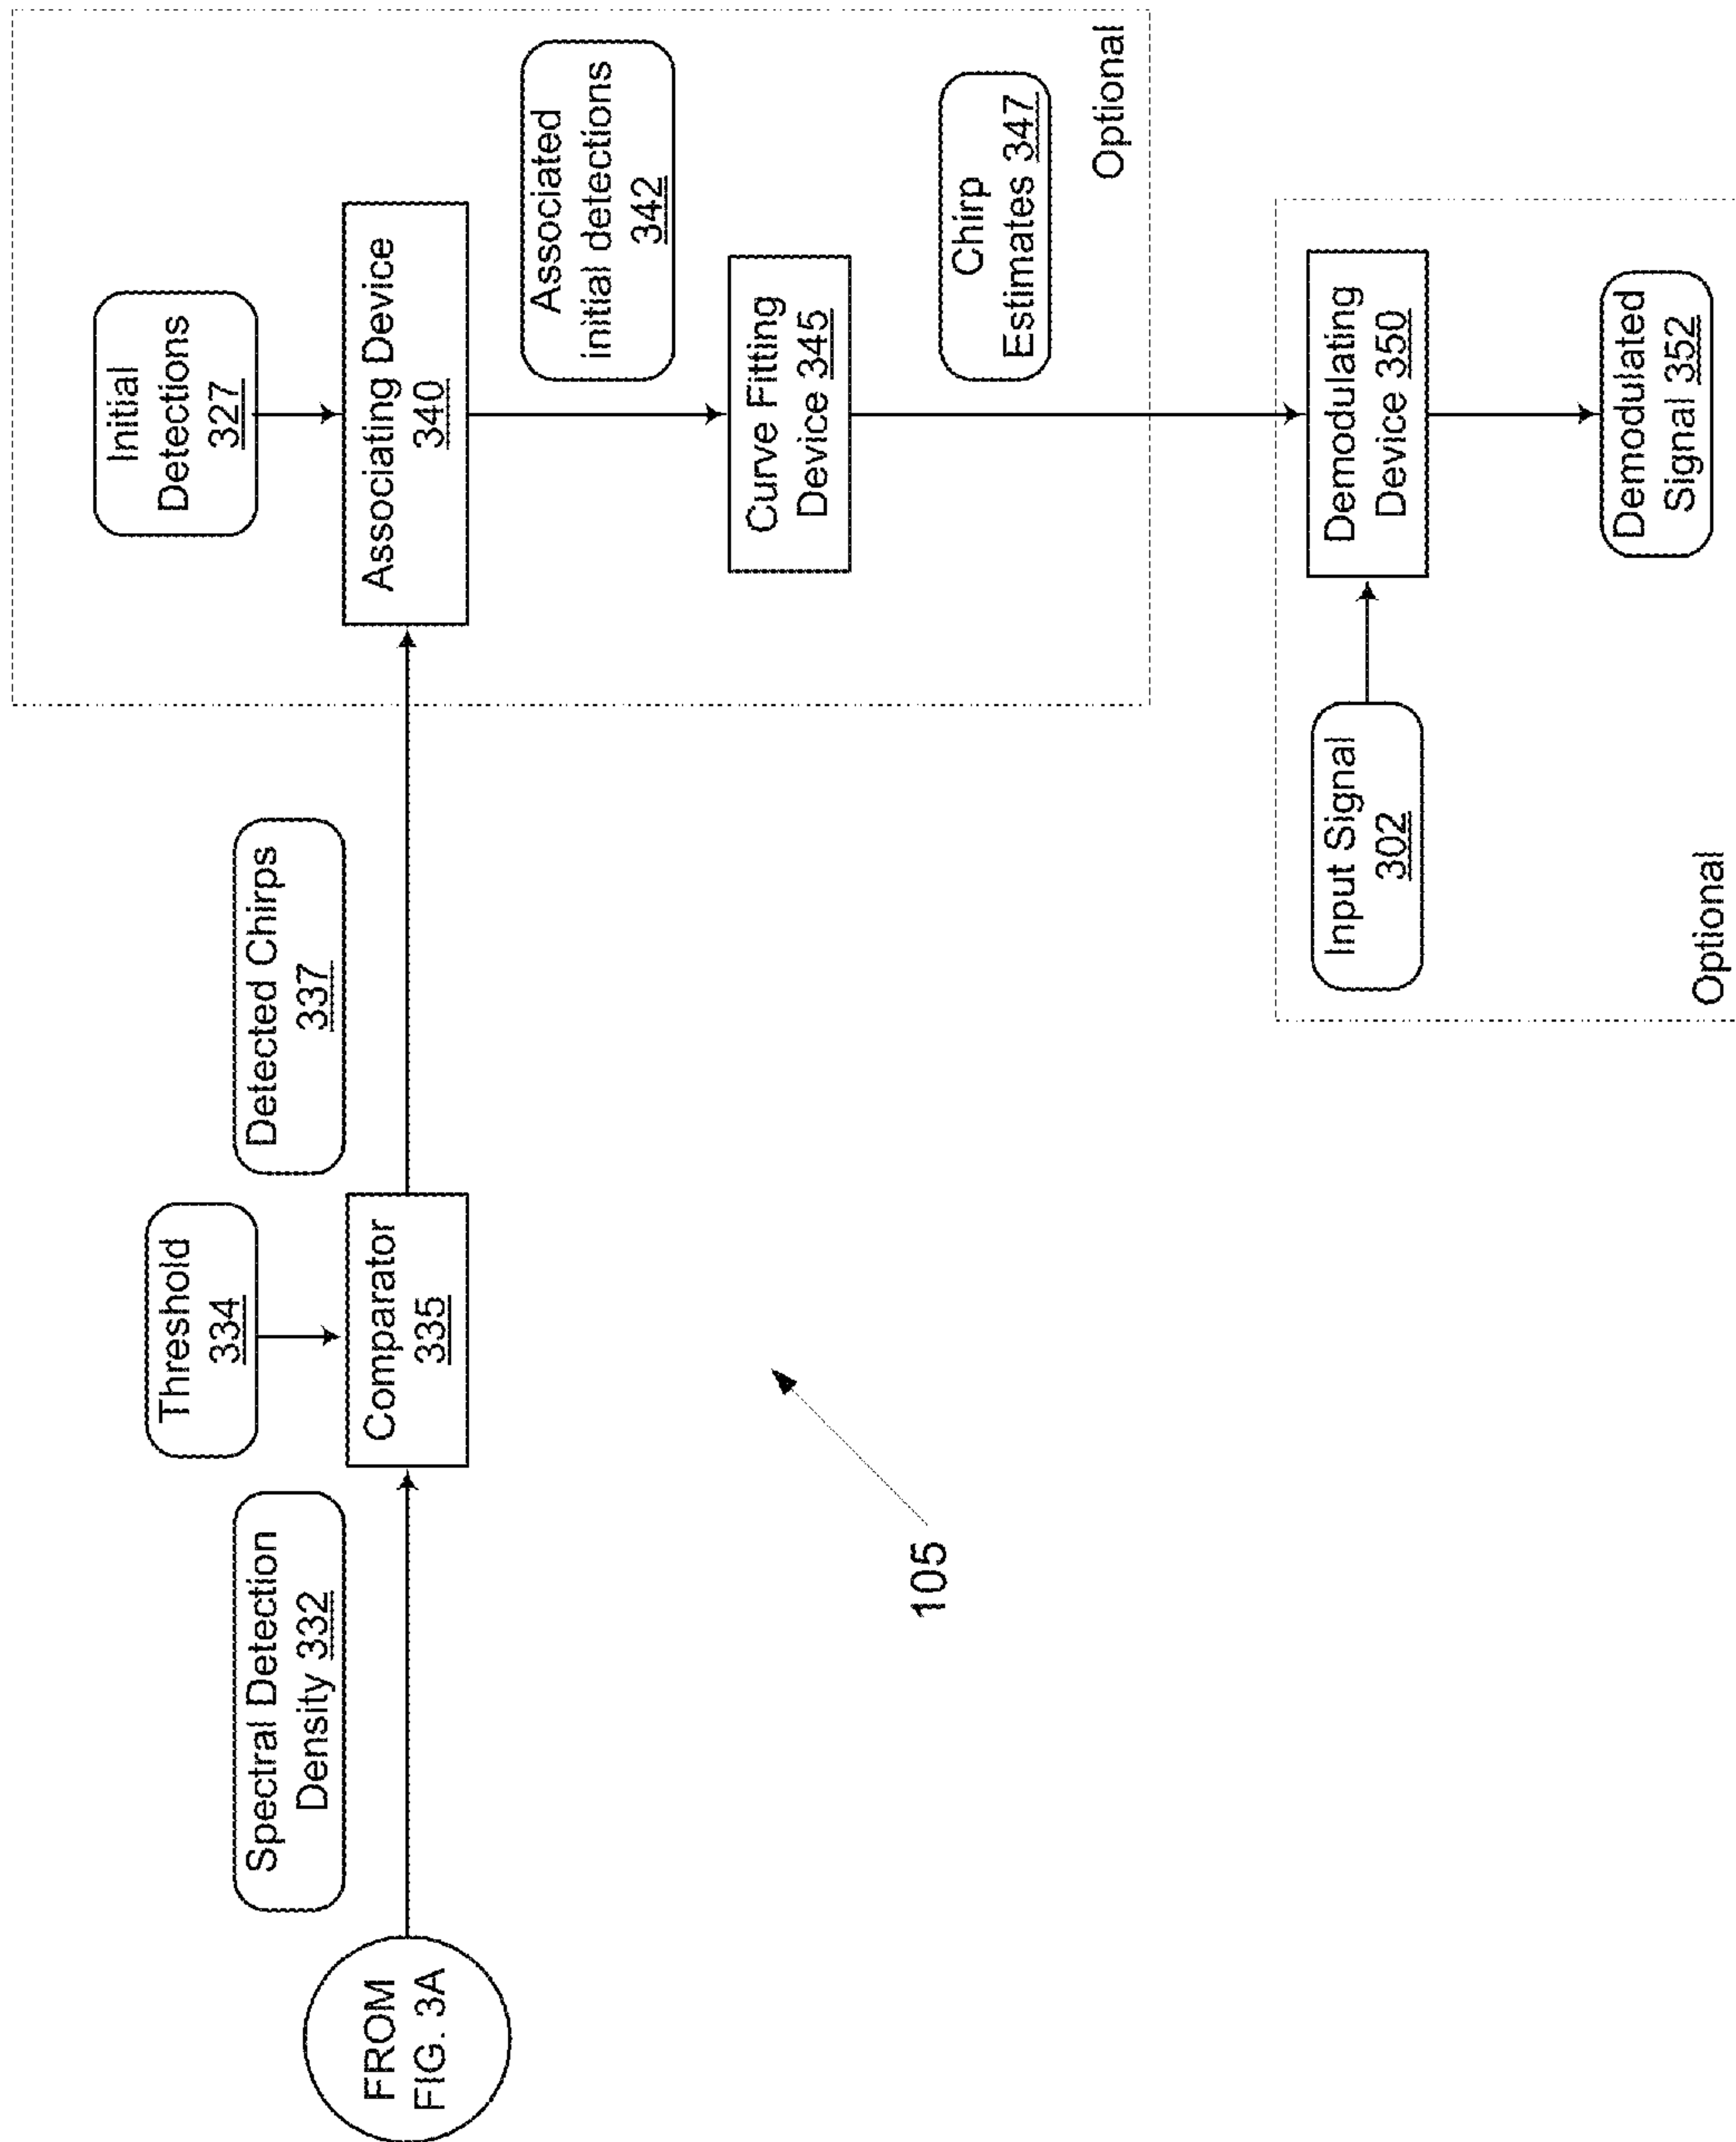 FROM
FIG. 3A
Spectral Detection
Density 332
Threshold
334
Comparator
335
Detected Chirps
337
Initial
Detections
327
Associating Device
340
Associated
initial detections
342
Curve Fitting
Device 345
Chirp
Estimates 347
Optional
Input Signal
302
Demodulating
Device 350
Demodulated
Signal 352
Optional
105